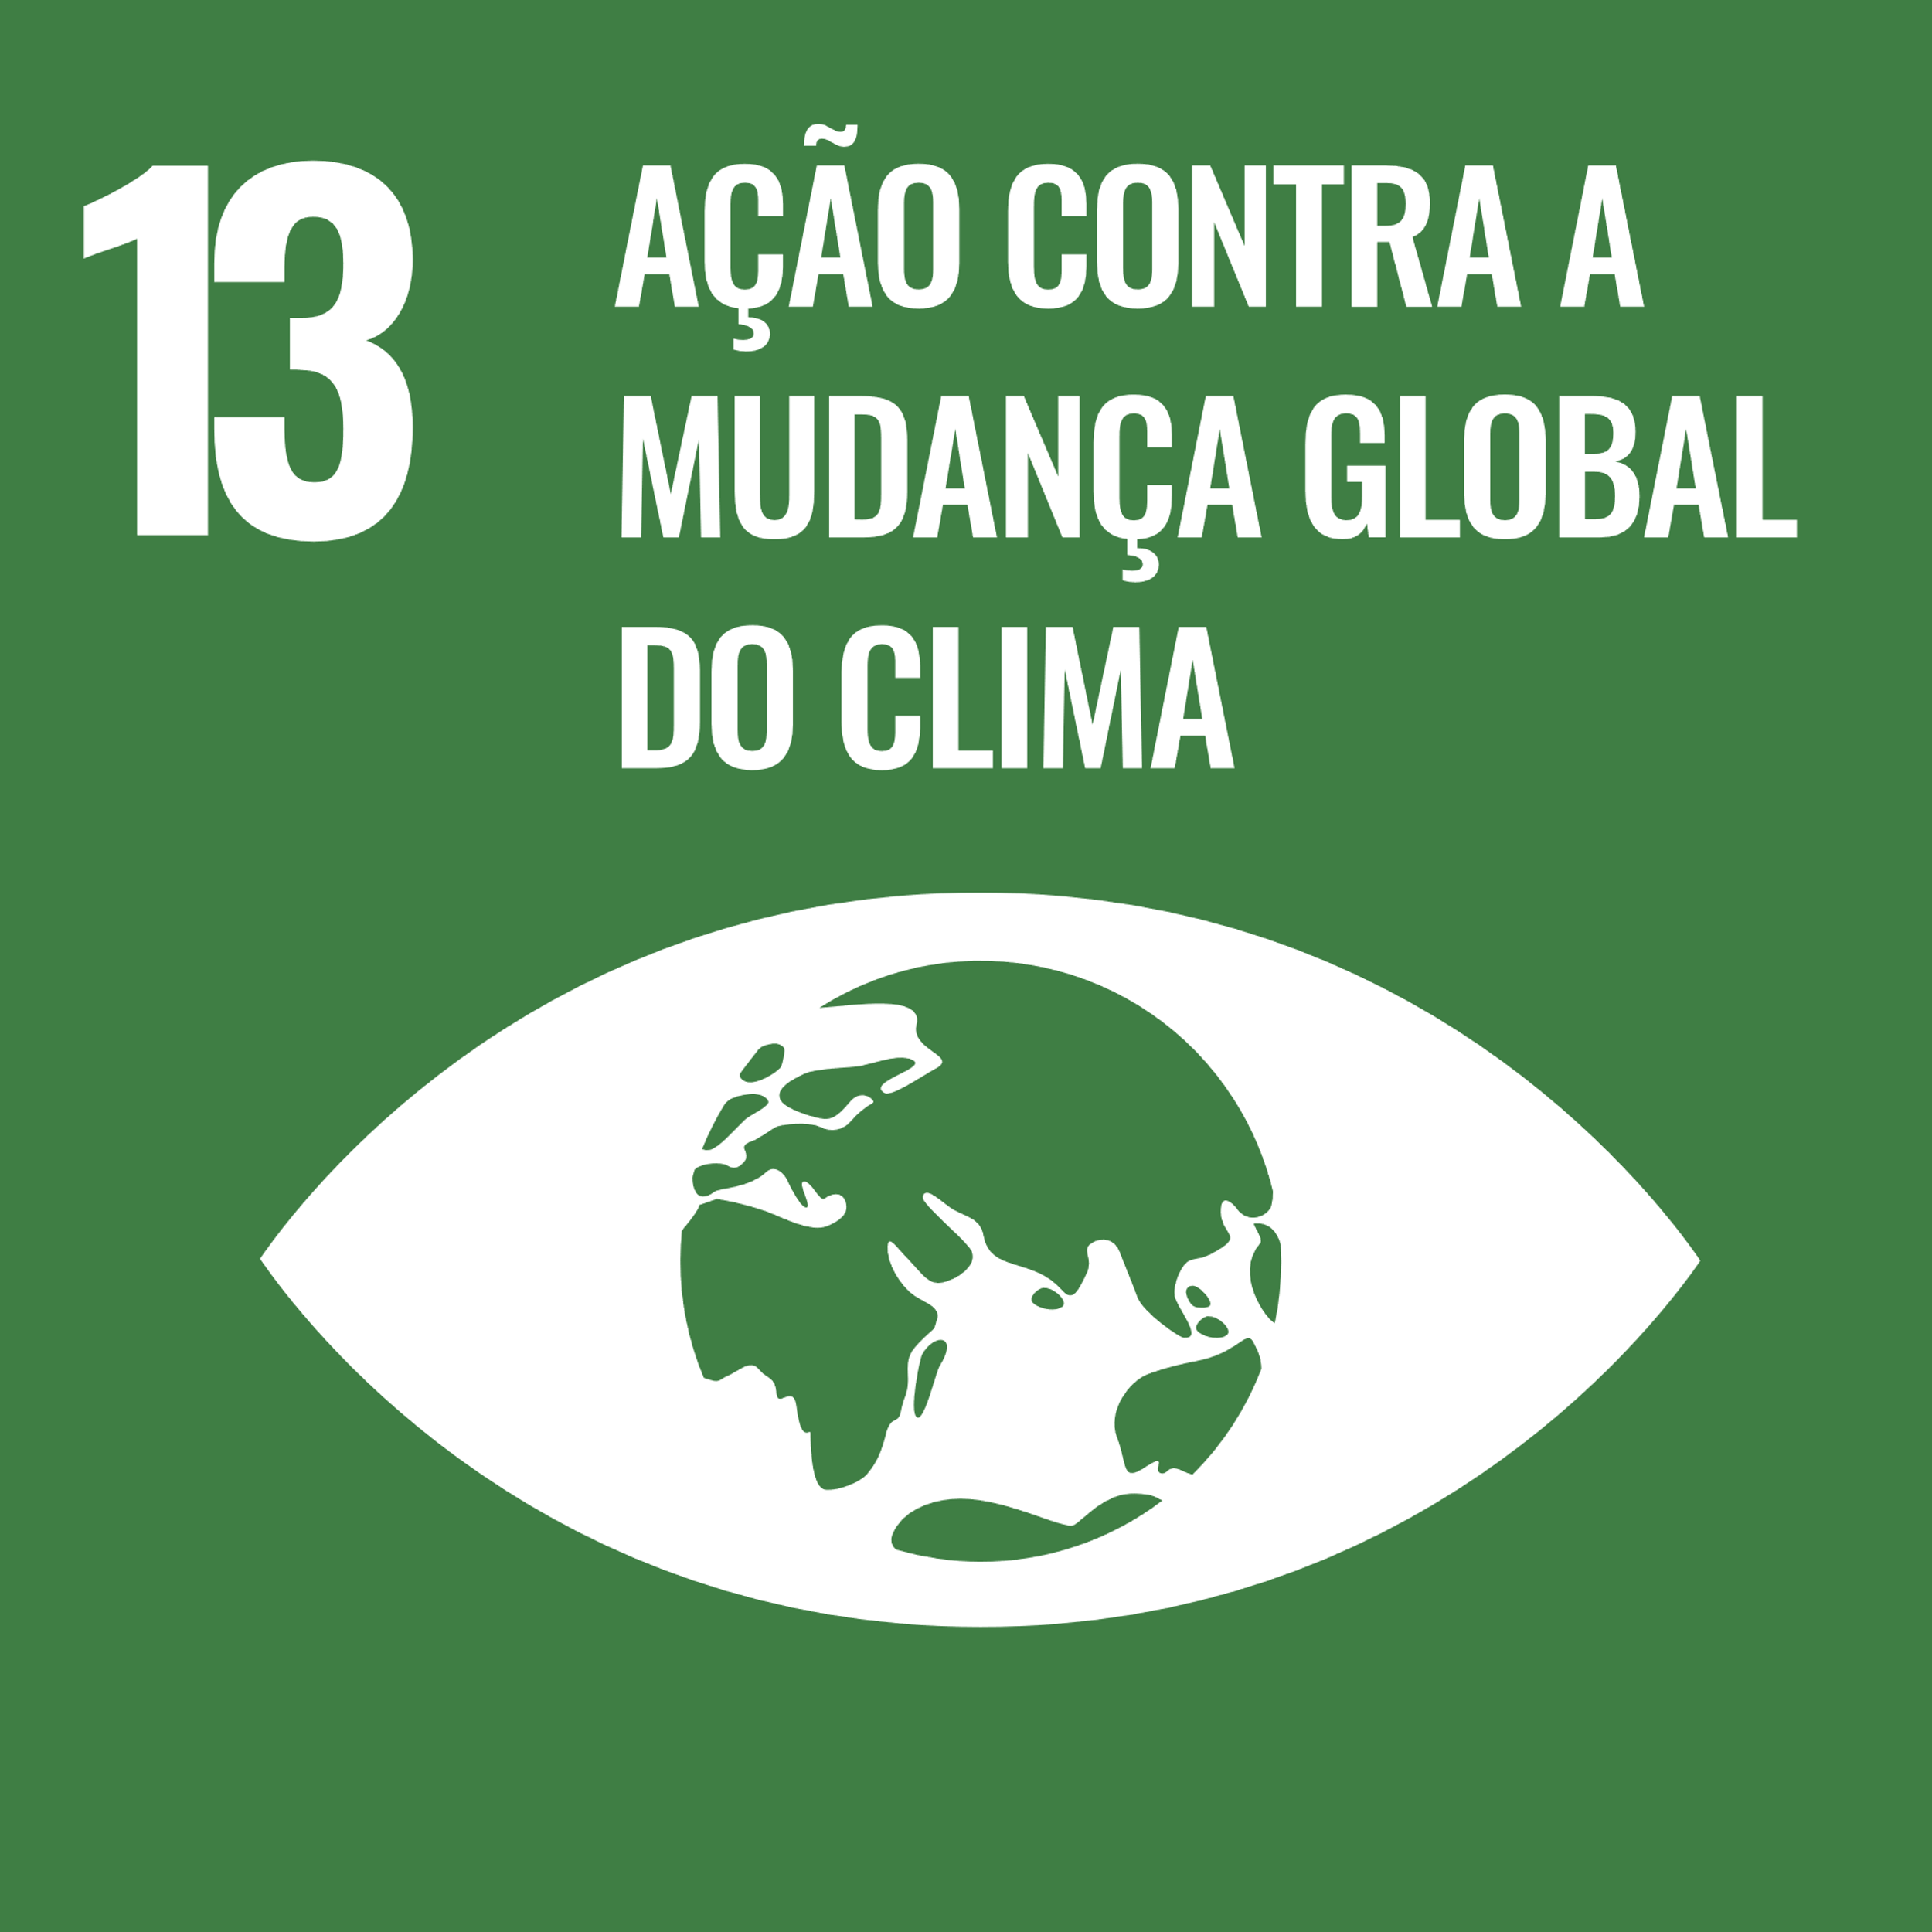 13
AÇÃO CONTRA A
MUDANÇA GLOBAL
DO CLIMA